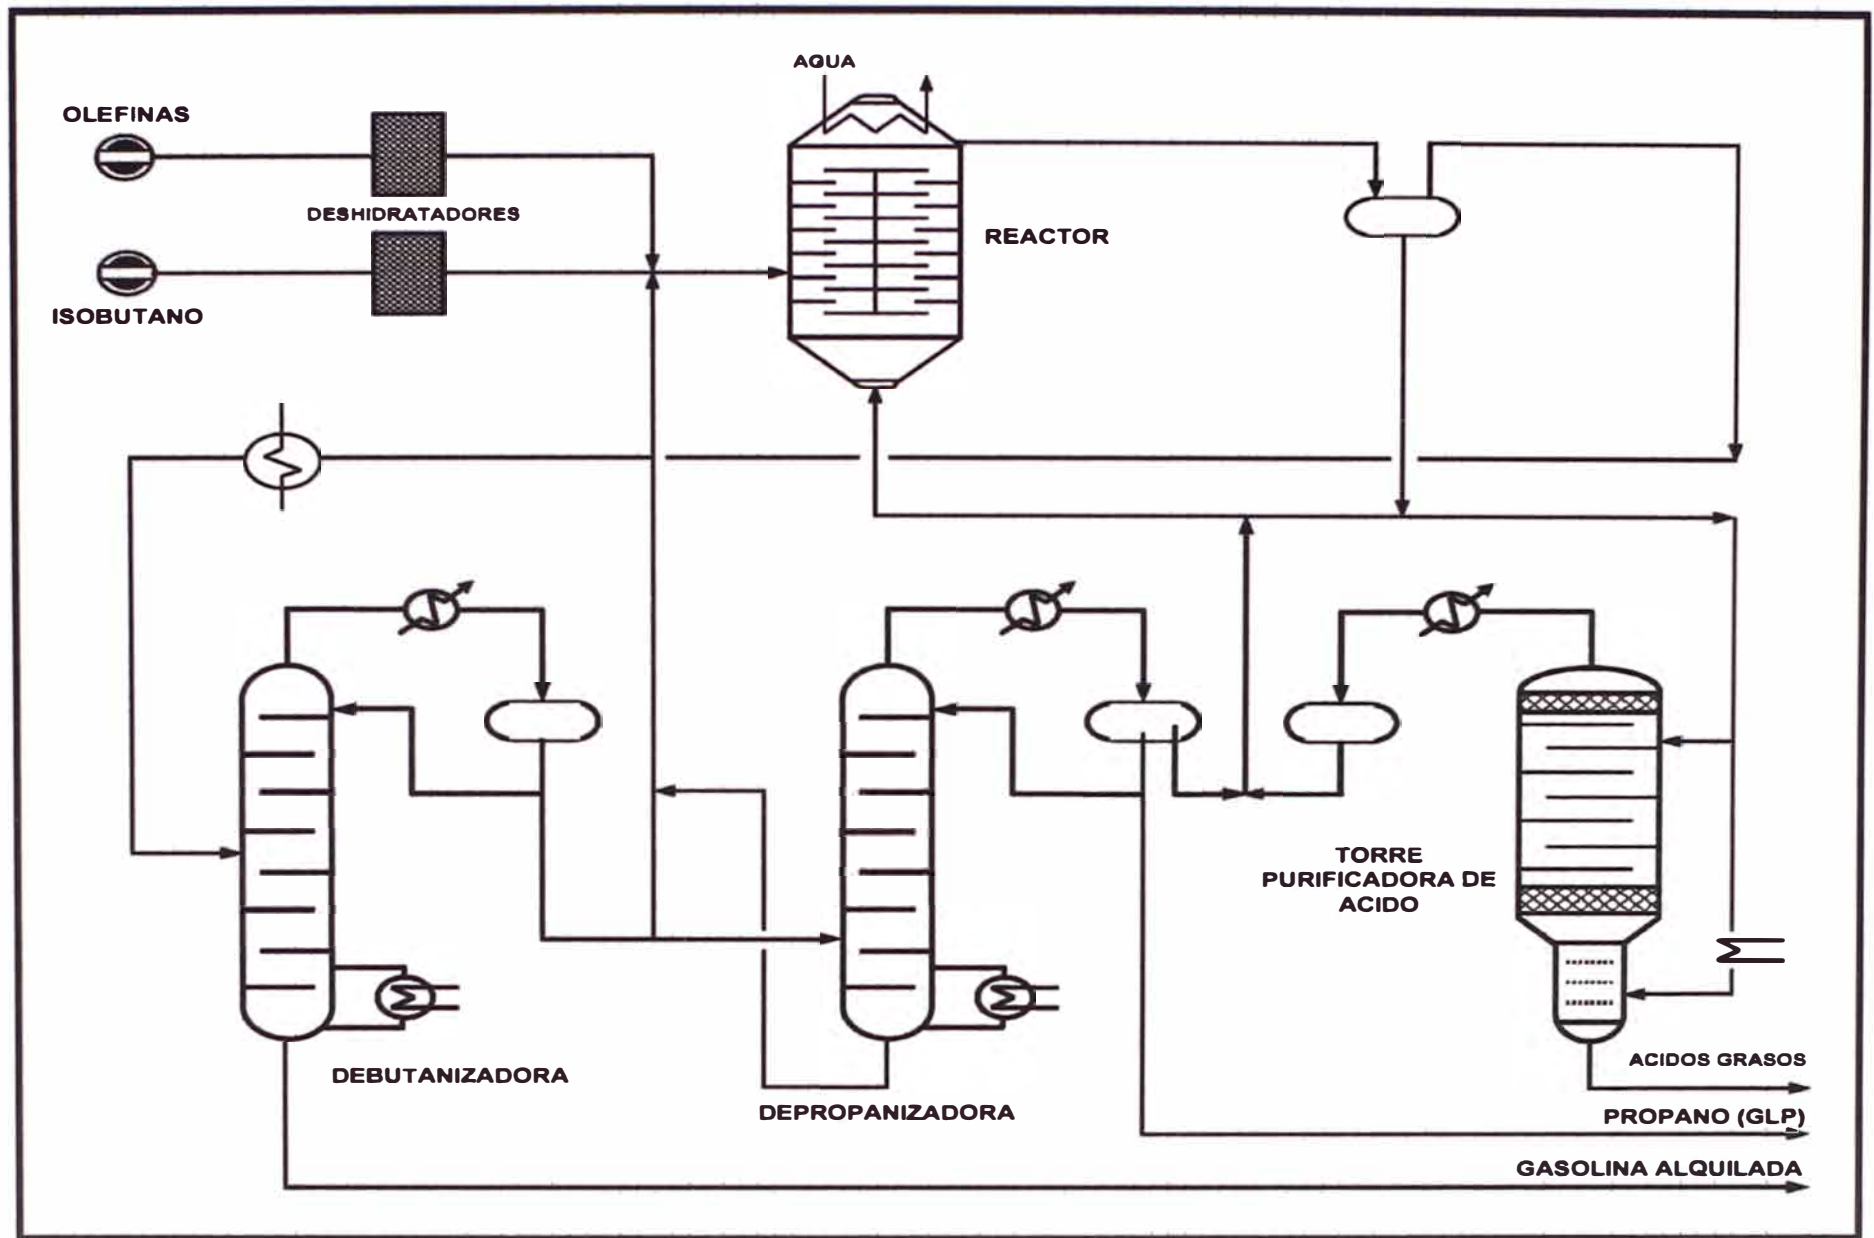 AGUA
OLEFINAS
DESHIDRATADORES
REACTOR
ISOBUTANO
TORRE
PURIFICADORA DE
ACIDO
ACIDOS GRASOS
DEBUTANIZADORA
DEPROPANIZADORA
PROPANO (GLP)
GASOLINA ALQUILADA